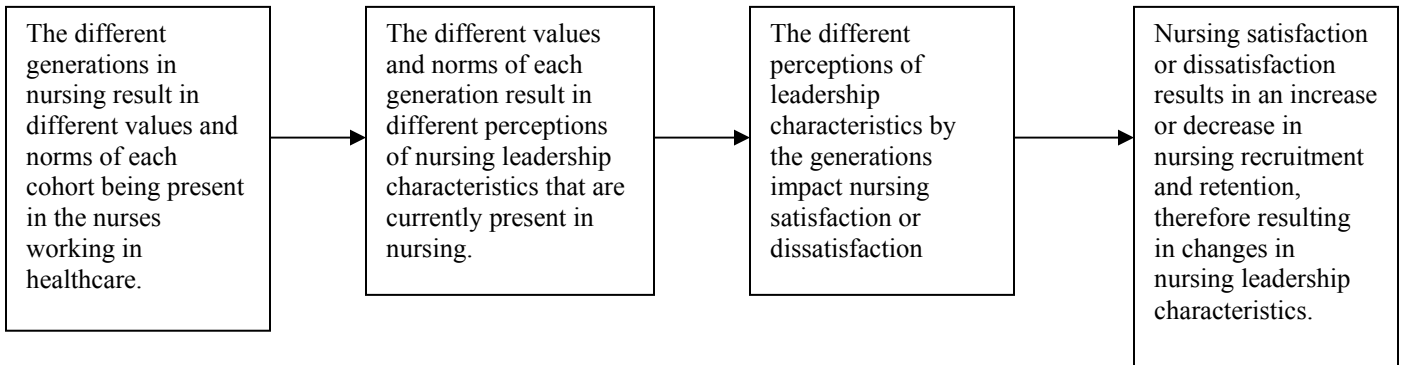 The different
generations in
nursing result in
different values and
norms of each
cohort being present
in the nurses
working in
healthcare.
The different values
and norms of each
generation result in
different perceptions
of nursing leadership
characteristics that are
currently present in
nursing.
The different
perceptions of
leadership
characteristics by
the generations
impact nursing
satisfaction or
dissatisfaction
Nursing satisfaction
or dissatisfaction
results in an increase
or decrease in
nursing recruitment
and retention,
therefore resulting
in changes in
nursing leadership
characteristics.